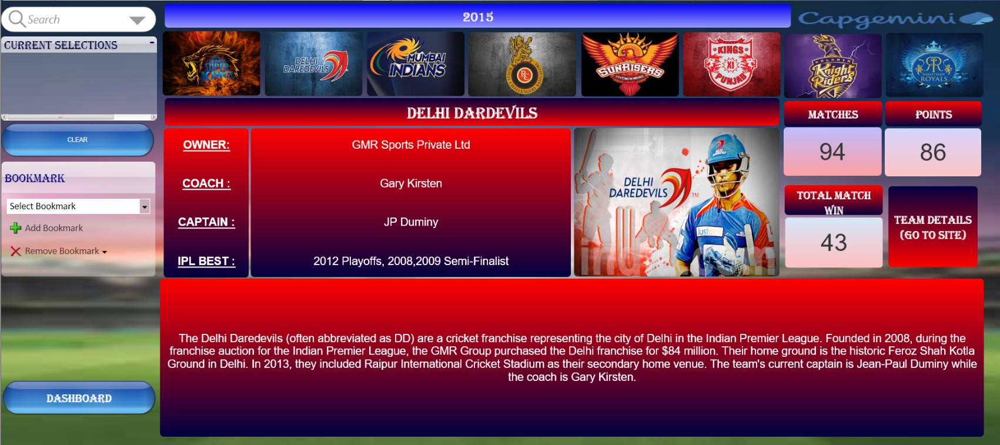 Search
2015
Capgemini
CURRENT SELECTIONS
-
CHENNAI
SUPER
KINGS
DELHI
DAREDEVILS
MUMBAI
INDIANS
RC
ROYAL CHALLENGERS BANGALORE
SUNRISERS
HYDERABAD
KINGS
XI
PUNJAB
KOLKATA
Knight
Riders
RR
RAJASTHAN
ROYALS
CLEAR
DELHI DARDEVILS
MATCHES
POINTS
OWNER:
GMR Sports Private Ltd
94
86
COACH :
Gary Kirsten
DELHI
DAREDEVILS
TM
CAPTAIN :
JP Duminy
TOTAL MATCH
WIN
TEAM DETAILS
(GO TO SITE)
43
IPL BEST :
2012 Playoffs, 2008,2009 Semi-Finalist
BOOKMARK
Select Bookmark
Add Bookmark
Remove Bookmark
The Delhi Daredevils (often abbreviated as DD) are a cricket franchise representing the city of Delhi in the Indian Premier League. Founded in 2008, during the
franchise auction for the Indian Premier League, the GMR Group purchased the Delhi franchise for $84 million. Their home ground is the historic Feroz Shah Kotla
Ground in Delhi. In 2013, they included Raipur International Cricket Stadium as their secondary home venue. The team's current captain is Jean-Paul Duminy while
the coach is Gary Kirsten.
DASHBOARD